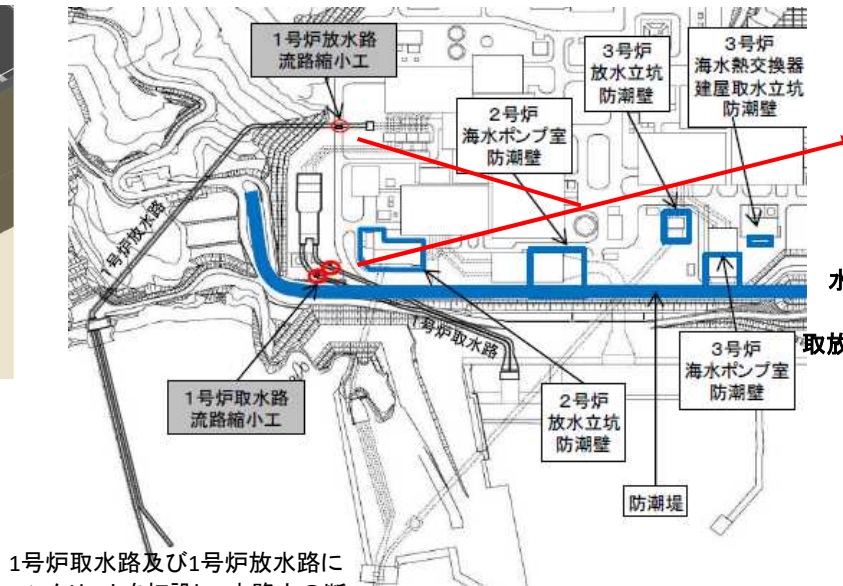 1号炉放水路
流路縮小工
3号炉
放水立坑
防潮壁
3号炉
海水熱交換器
建屋取水立坑
防潮壁
2号炉
海水ポンプ室
防潮壁
1号炉放水路
1号炉取水路
水
取放
1号炉取水路
流路縮小工
2号炉
放水立坑
防潮壁
3号炉
海水ポンプ室
防潮壁
防潮堤
1号炉取水路及び1号炉放水路に